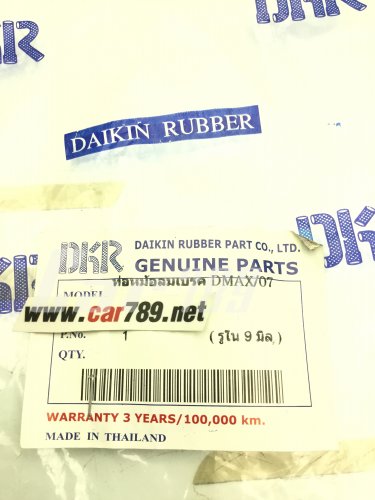 DKR
DAIKIN RUBBER
DKR
DAIKIN RUBBER PART CO., LTD.
GENUINE PARTS
ท่อหม้อลมเบรค DMAX/07
MODEL
www.car789.net
P.No. 1 ( รูใน 9 มิล )
QTY.
WARRANTY 3 YEARS/100,000 km.
MADE IN THAILAND